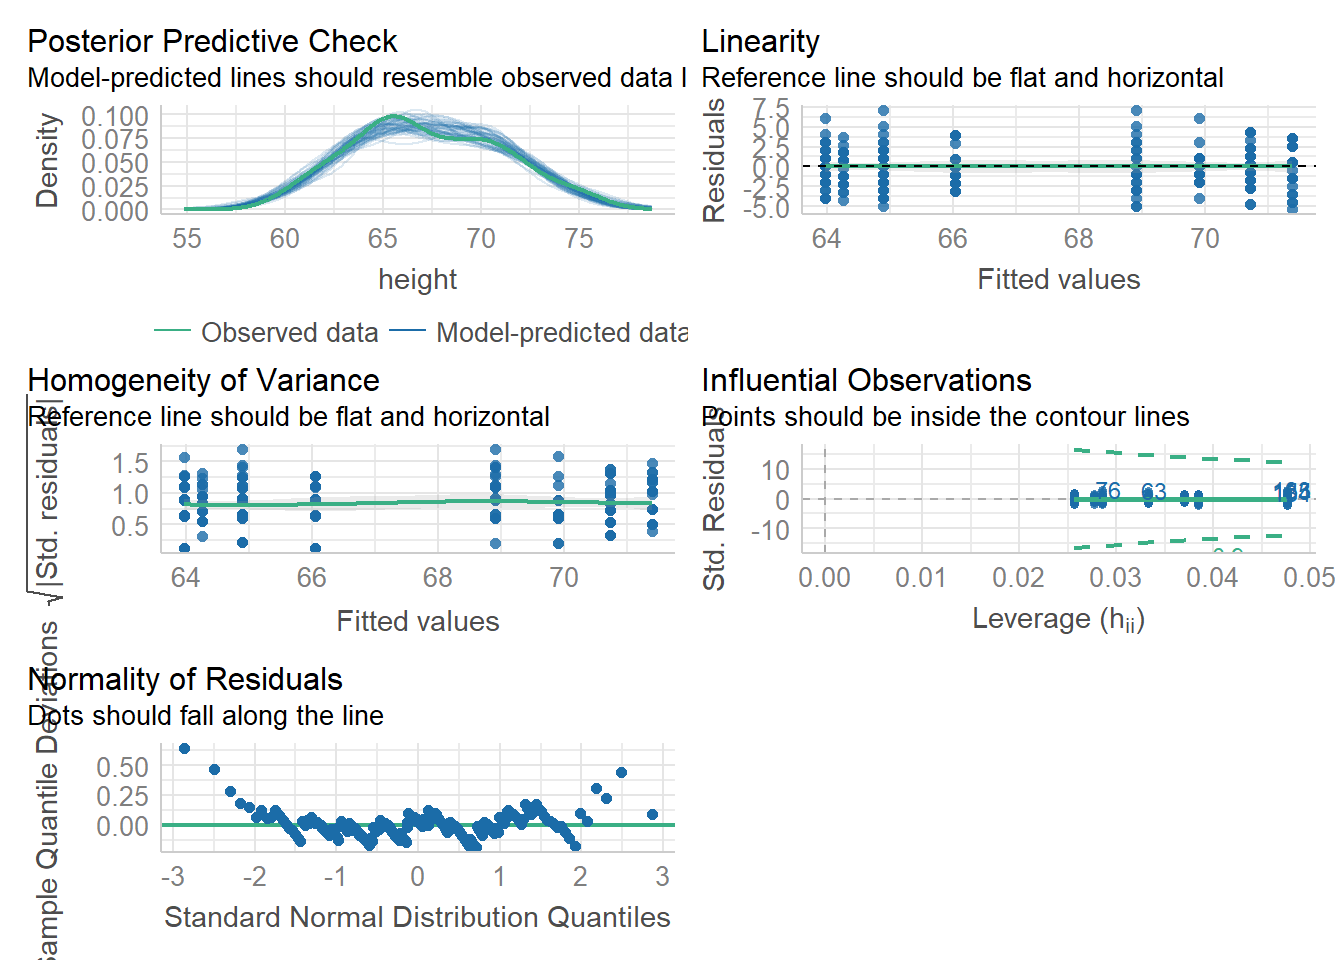 Posterior Predictive Check
Model-predicted lines should resemble observed data l
Density
0.100
0.075
0.050
0.025
0.000
55 60 65 70 75
height
Observed data Model-predicted data
Linearity
Reference line should be flat and horizontal
Residuals
7.5
5.0
2.5
0.0
-2.5
-5.0
64 66 68 70
Fitted values
Homogeneity of Variance
Reference line should be flat and horizontal
√|Std. residuals|
1.5
1.0
0.5
64 66 68 70
Fitted values
Influential Observations
Points should be inside the contour lines
Std. Residuals
10
0
-10
76 63
0.00 0.01 0.02 0.03 0.04 0.05
Leverage (hii)
Normality of Residuals
Dots should fall along the line
Sample Quantile Deviations
0.50
0.25
0.00
-3 -2 -1 0 1 2 3
Standard Normal Distribution Quantiles